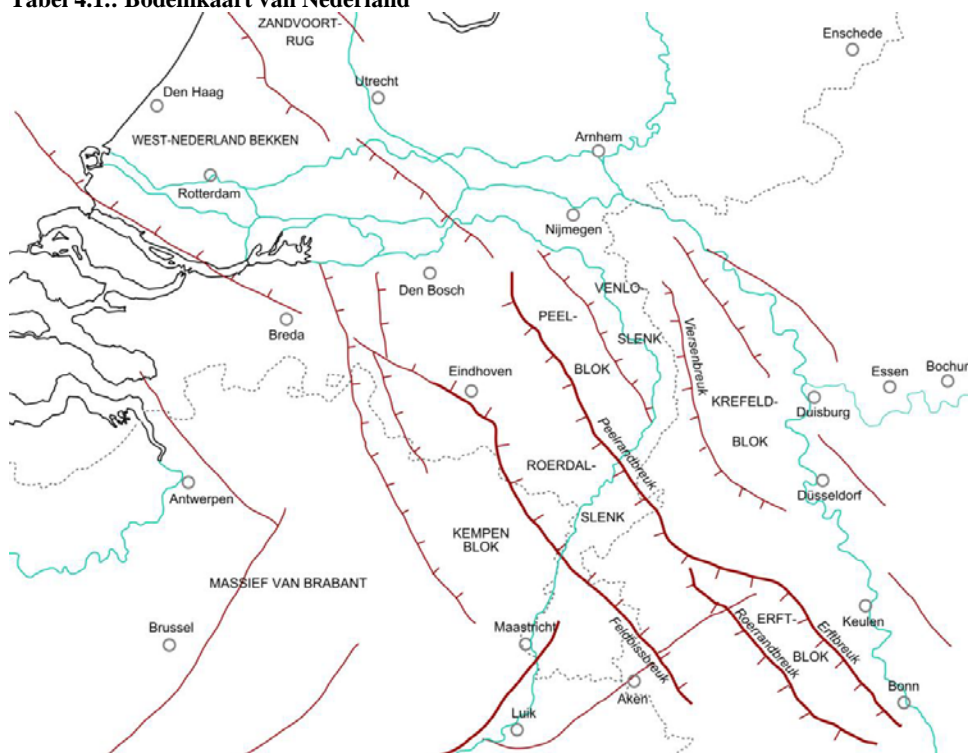 Tabel 4.1.: Bodemkaart van Nederland
ZANDVOORT-
RUG
Enschede
Utrecht
Den Haag
WEST-NEDERLAND BEKKEN
Arnhem
Rotterdam
Nijmegen
Den Bosch
VENLO-
PEEL-
SLENK
Breda
Viersenbreuk
Eindhoven
BLOK
Essen
Bochum
KREFELD-
Duisburg
BLOK
Peelrandbreuk
ROERDAL-
Antwerpen
Düsseldorf
SLENK
KEMPEN
BLOK
MASSIEF VAN BRABANT
Brussel
Maastricht
Feldbissbreuk
ERFT-
Roerrandbreuk
Erftbreuk
Keulen
BLOK
Aken
Bonn
Luik